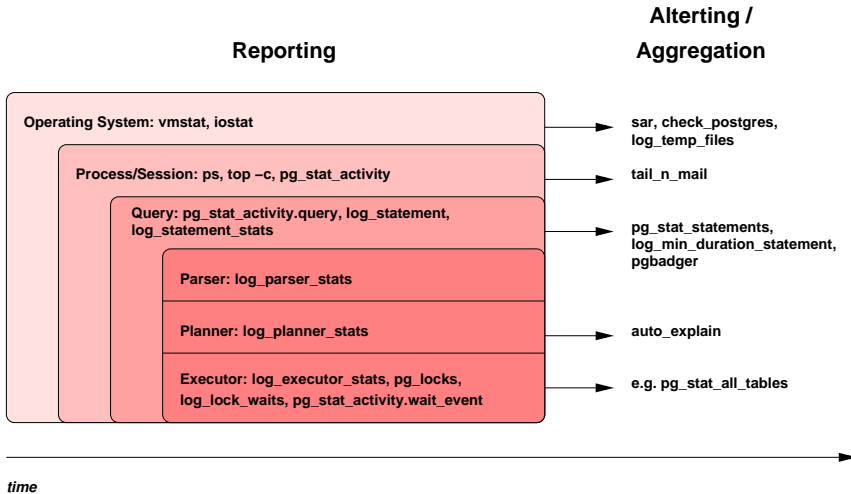 Alterting /
Reporting
Aggregation
Operating System: vmstat, iostat
sar, check_postgres,
log_temp_files
Process/Session: ps, top −c, pg_stat_activity
tail_n_mail
Query: pg_stat_activity.query, log_statement,
log_statement_stats
pg_stat_statements,
log_min_duration_statement,
pgbadger
Parser: log_parser_stats
Planner: log_planner_stats
auto_explain
Executor: log_executor_stats, pg_locks,
log_lock_waits, pg_stat_activity.wait_event
e.g. pg_stat_all_tables
time